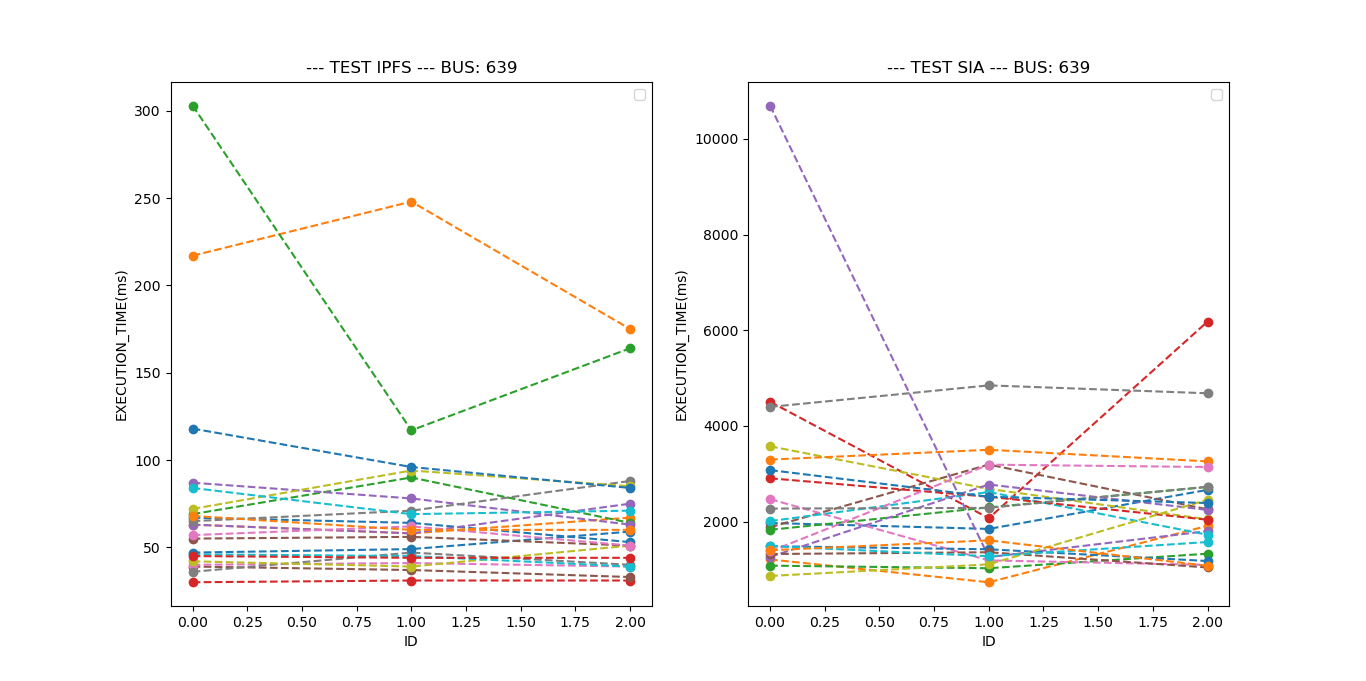 --- TEST IPFS --- BUS: 639
EXECUTION_TIME(ms)
300
250
200
150
100
50
0.00 0.25 0.50 0.75 1.00 1.25 1.50 1.75 2.00
ID
--- TEST SIA --- BUS: 639
EXECUTION_TIME(ms)
10000
8000
6000
4000
2000
0.00 0.25 0.50 0.75 1.00 1.25 1.50 1.75 2.00
ID